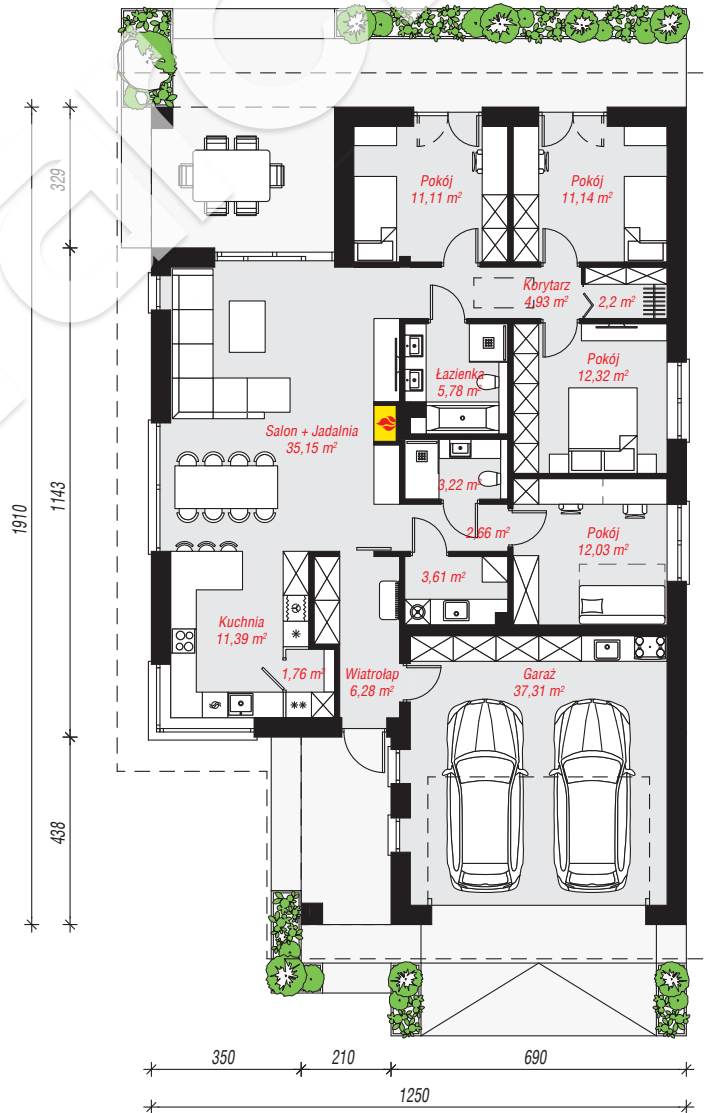 Pokój
11,11 m²
Pokój
11,14 m²
Korytarz
4,93 m²
2,2 m²
Łazienka
5,78 m²
Pokój
12,32 m²
Salon + Jadalnia
35,15 m²
3,22 m²
2,66 m²
Pokój
12,03 m²
3,61 m²
Kuchnia
11,39 m²
1,76 m²
Wiatrołap
6,28 m²
Garaż
37,31 m²
329
1143
1910
438
350
210
690
1250